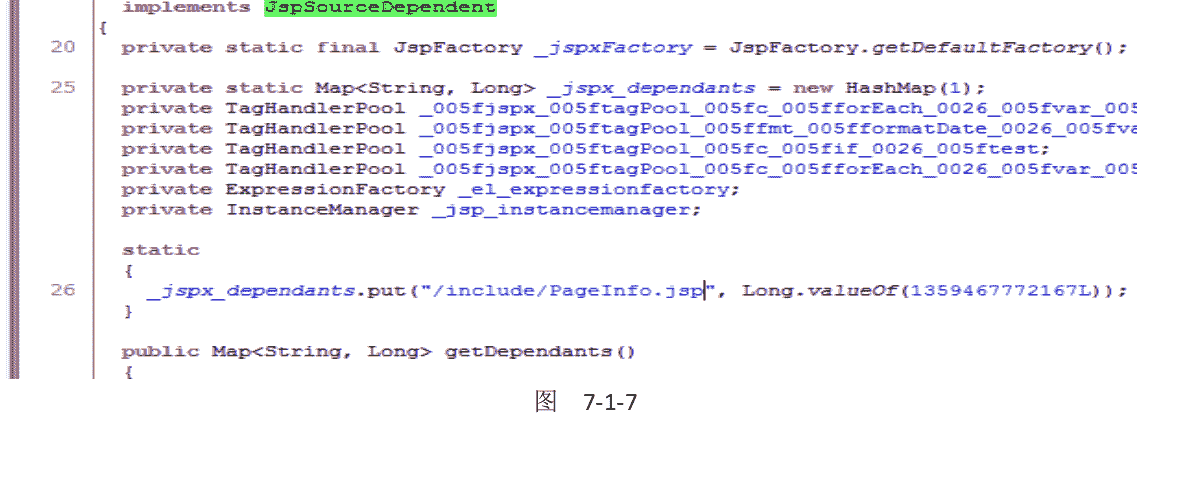 implements JspSourceDependent
{
20 private static final JspFactory _jspxFactory = JspFactory.getDefaultFactory();
25 private static Map<String, Long> _jspx_dependants = new HashMap(1);
private TagHandlerPool _005fjspx_005ftagPool_005fc_005fforEach_0026_005fvar_005
private TagHandlerPool _005fjspx_005ftagPool_005ffmt_005fformatDate_0026_005fva
private TagHandlerPool _005fjspx_005ftagPool_005fc_005fif_0026_005ftest;
private TagHandlerPool _005fjspx_005ftagPool_005fc_005fforEach_0026_005fvar_005
private ExpressionFactory _el_expressionfactory;
private InstanceManager _jsp_instancemanager;
static
{
26 _jspx_dependants.put("/include/PageInfo.jsp", Long.valueOf(1359467772167L));
}
public Map<String, Long> getDependants()
{
图 7-1-7